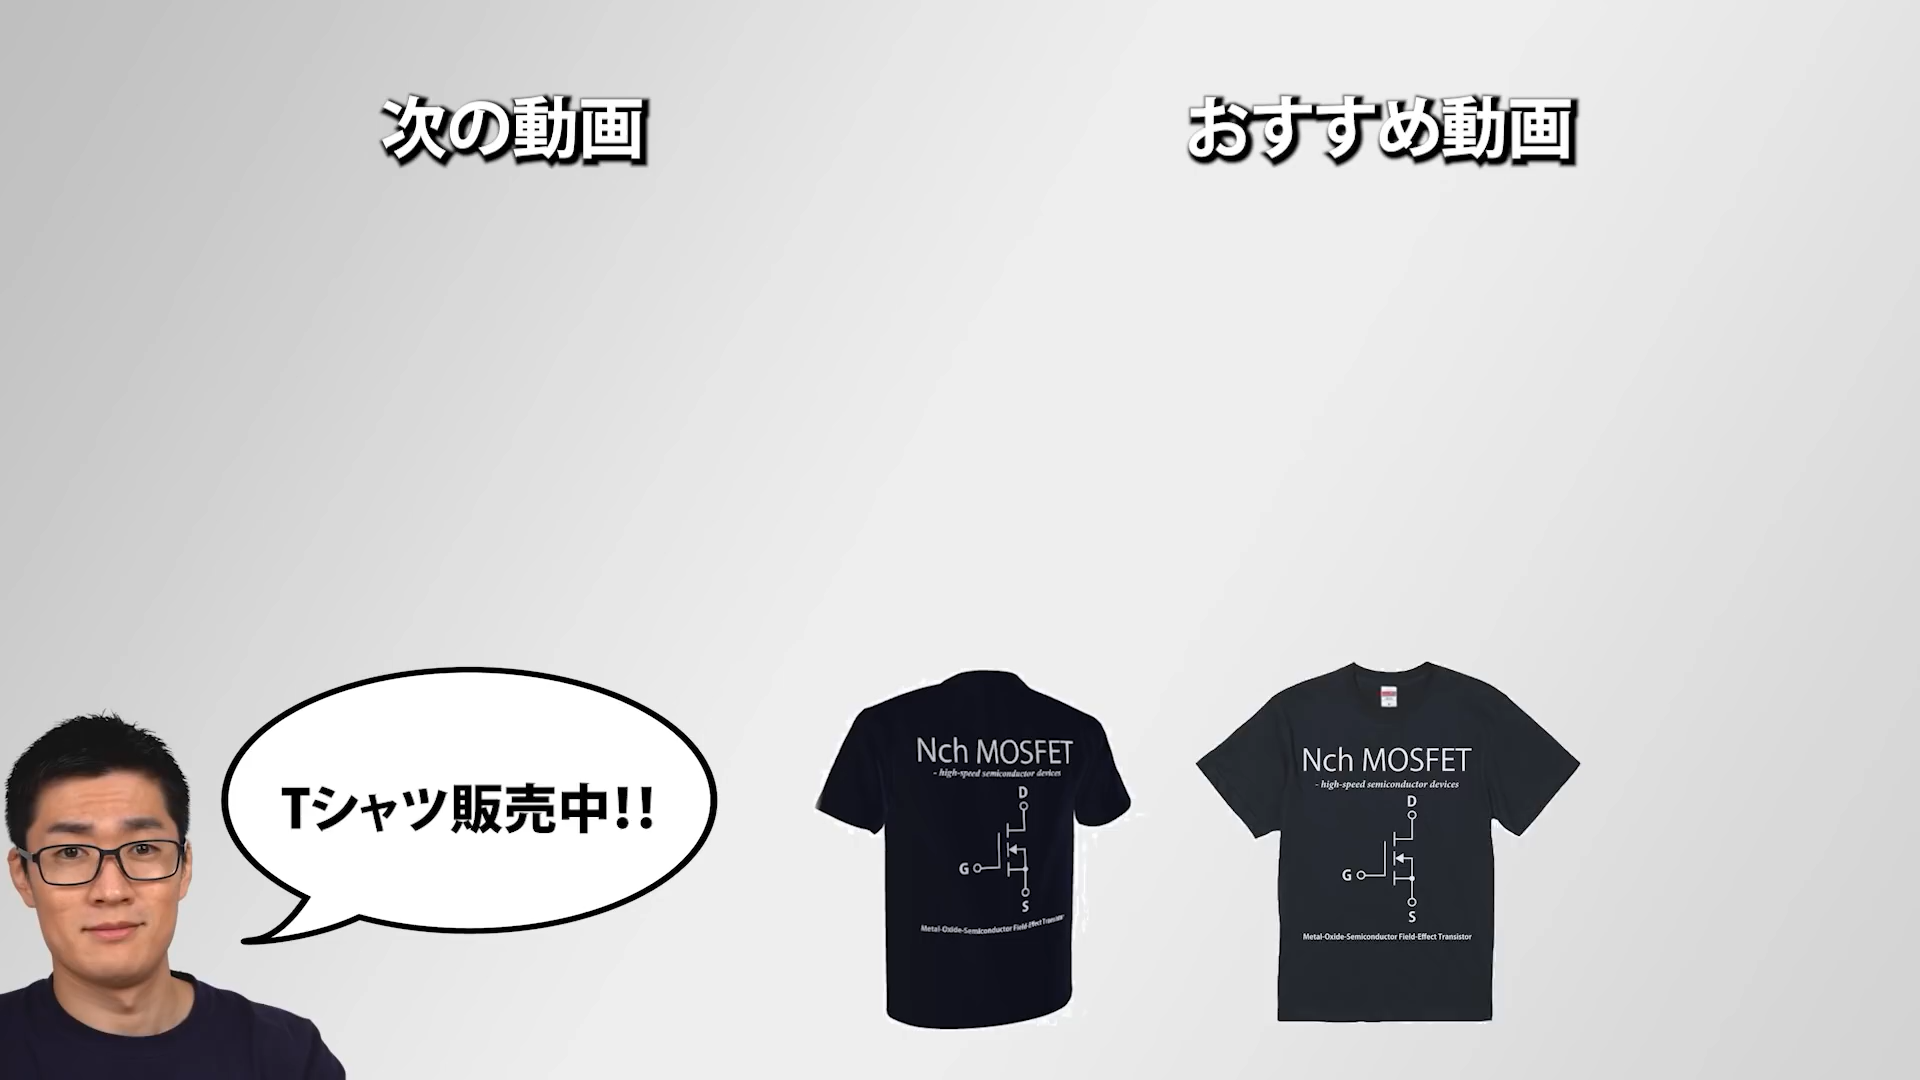 次の動画
おすすめ動画
Tシャツ販売中!!
Nch MOSFET
- high-speed semiconductor devices
D
G
S
Metal-Oxide-Semiconductor Field-Effect Transistor
Nch MOSFET
- high-speed semiconductor devices
D
G
S
Metal-Oxide-Semiconductor Field-Effect Transistor